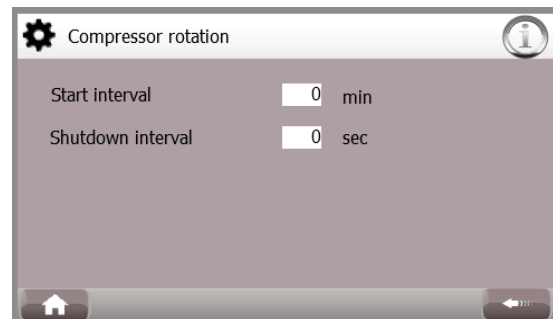 Compressor rotation
Start interval 0 min
Shutdown interval 0 sec